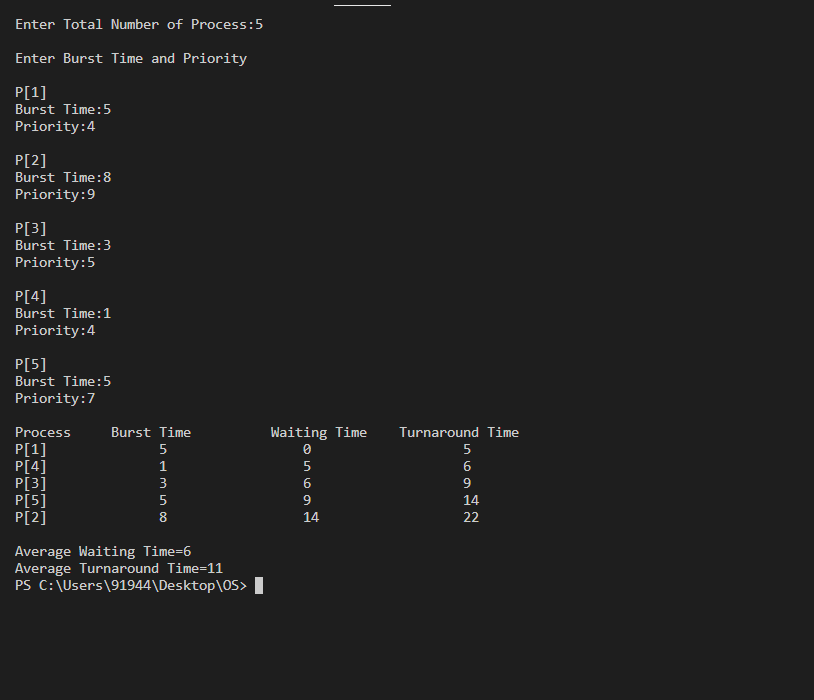 Enter Total Number of Process:5
Enter Burst Time and Priority
P[1]
Burst Time:5
Priority:4
P[2]
Burst Time:8
Priority:9
P[3]
Burst Time:3
Priority:5
P[4]
Burst Time:1
Priority:4
P[5]
Burst Time:5
Priority:7
Process Burst Time Waiting Time Turnaround Time
P[1] 5 0 5
P[4] 1 5 6
P[3] 3 6 9
P[5] 5 9 14
P[2] 8 14 22
Average Waiting Time=6
Average Turnaround Time=11
PS C:\Users\91944\Desktop\OS>